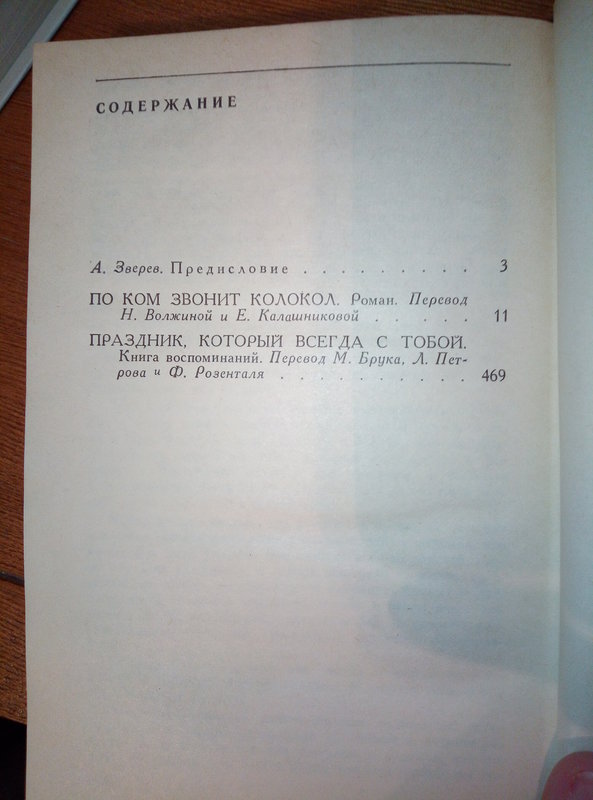 СОДЕРЖАНИЕ
А. Зверев. Предисловие . . . . . . . . . 3
ПО КОМ ЗВОНИТ КОЛОКОЛ. Роман. Перевод
Н. Волжиной и Е. Калашниковой . . . . . 11
ПРАЗДНИК, КОТОРЫЙ ВСЕГДА С ТОБОЙ.
Книга воспоминаний. Перевод М. Брука, Л. Пет-
рова и Ф. Розенталя . . . . . . . . . . 469